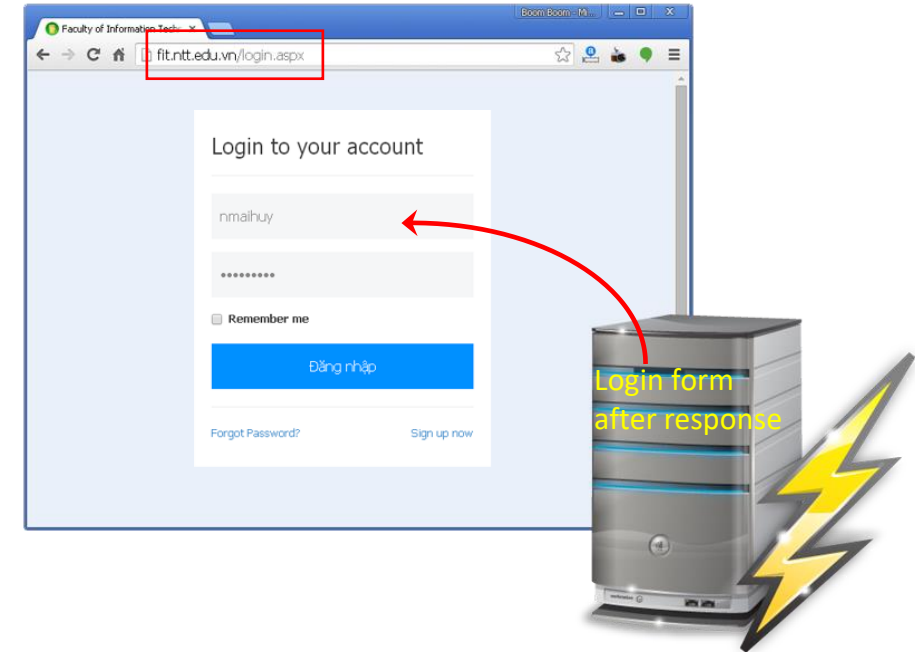 Boom Boom - Mi...
Faculty of Information Tech
fit.ntt.edu.vn/login.aspx
Login to your account
nmaihuy
•••••••••
Remember me
Đăng nhập
Forgot Password?
Sign up now
Login form
after response
workstation